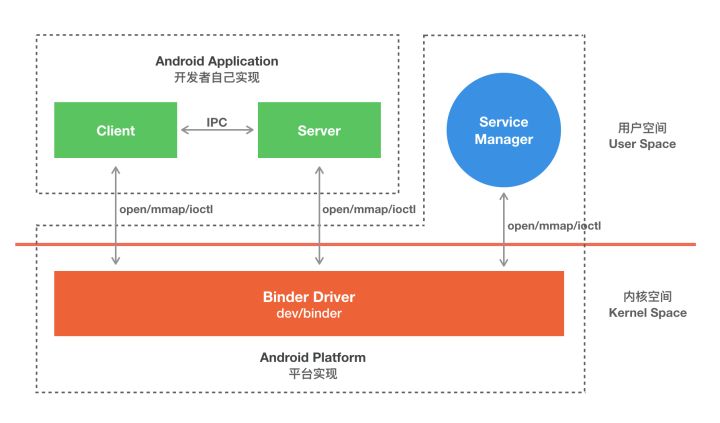 Android Application
开发者自己实现
Client
IPC
Server
Service
Manager
用户空间
User Space
open/mmap/ioctl
open/mmap/ioctl
open/mmap/ioctl
内核空间
Kernel Space
Binder Driver
dev/binder
Android Platform
平台实现